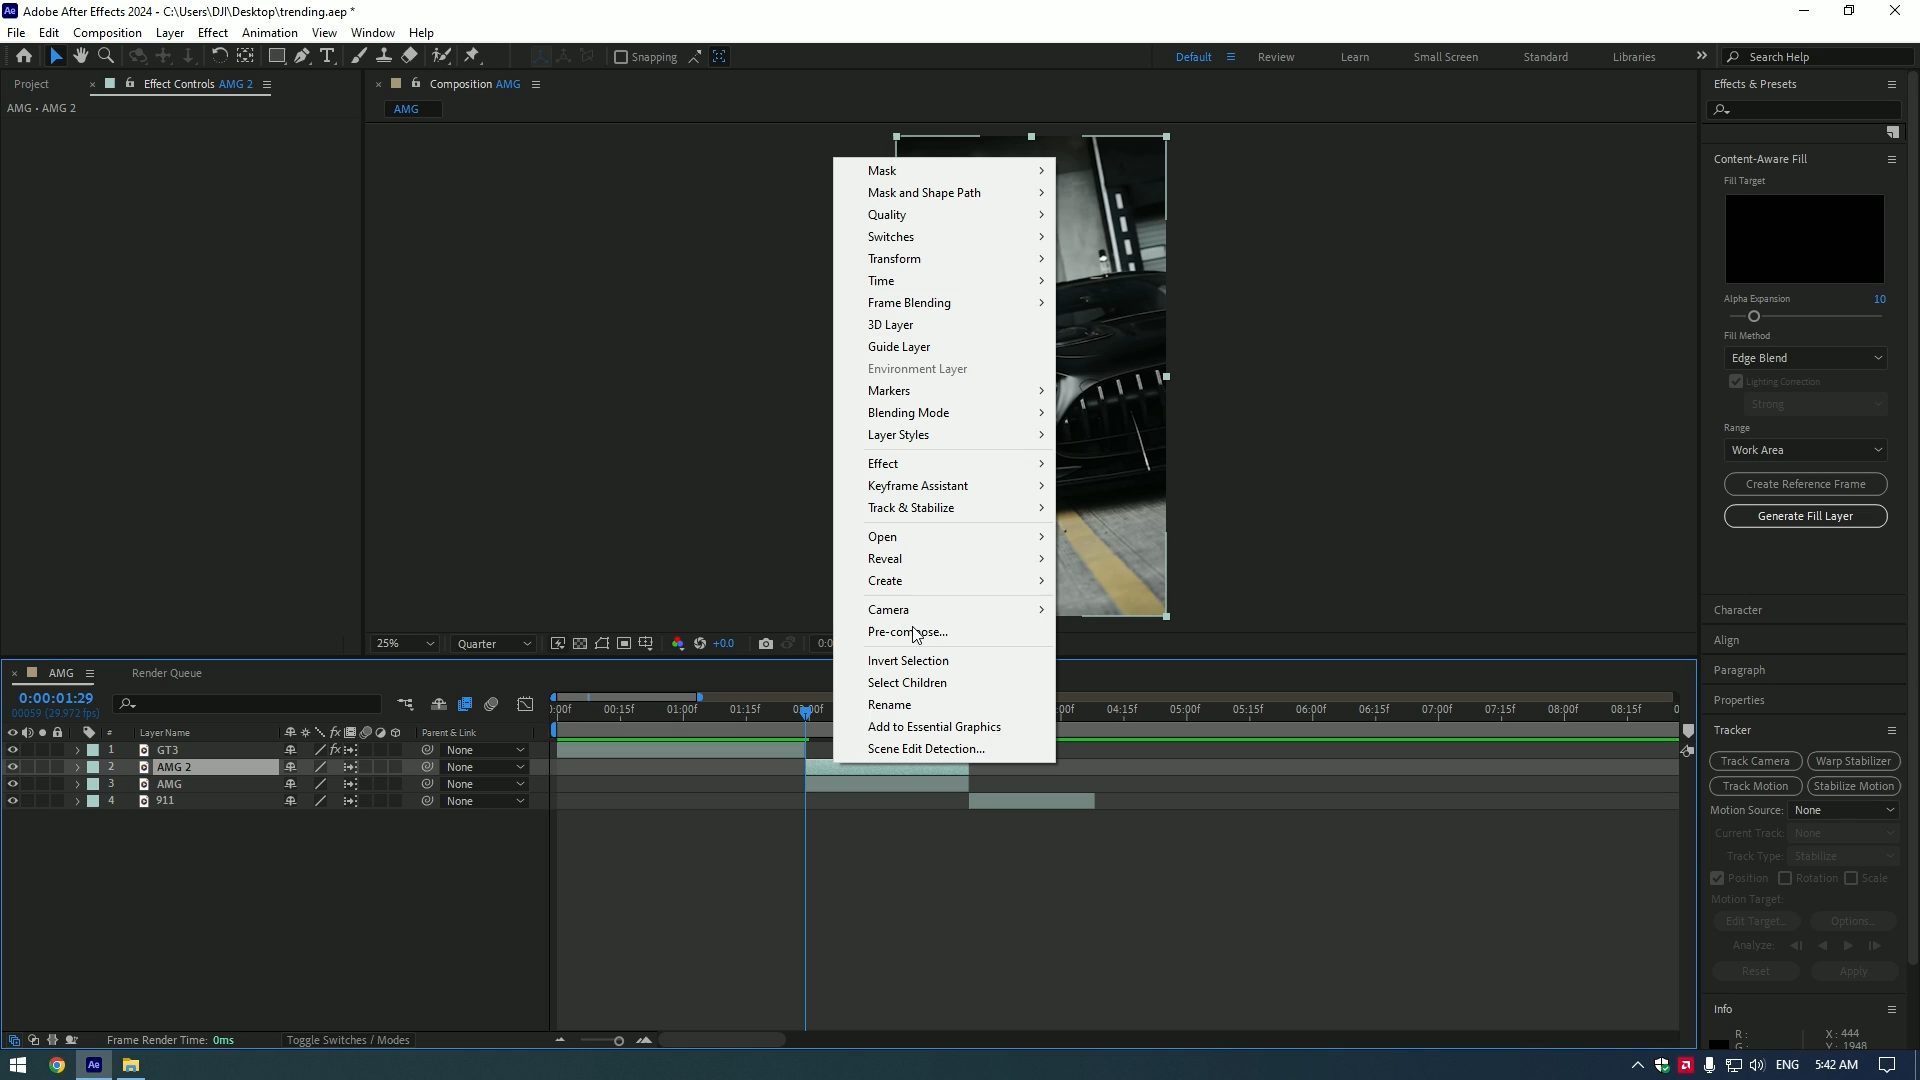 Adobe After Effects 2024 - C:\Users\DJI\Desktop\trending.aep *
File Edit Composition Layer Effect Animation View Window Help
Snapping Default Review Learn Small Screen Standard Libraries Search Help
Project Effect Controls AMG 2 Composition AMG Effects & Presets
AMG • AMG 2
AMG
Content-Aware Fill
Fill Target
Alpha Expansion 10
Fill Method
Edge Blend
Lighting Correction
Strong
Range
Work Area
Create Reference Frame
Generate Fill Layer
Character
Align
Paragraph
Properties
Mask
Mask and Shape Path
Quality
Switches
Transform
Time
Frame Blending
3D Layer
Guide Layer
Environment Layer
Markers
Blending Mode
Layer Styles
Effect
Keyframe Assistant
Track & Stabilize
Open
Reveal
Create
Camera
Pre-compose...
Invert Selection
Select Children
Rename
Add to Essential Graphics
Scene Edit Detection...
25% Quarter +0.0 0:0
AMG Render Queue
0:00:01:29
00059 (29.972 fps)
):00f 00:15f 01:00f 01:15f 02:00f 00f 04:15f 05:00f 05:15f 06:00f 06:15f 07:00f 07:15f 08:00f 08:15f 0
# Layer Name Parent & Link
1 GT3 None
2 AMG 2 None
3 AMG None
4 911 None
Tracker
Track Camera Warp Stabilizer
Track Motion Stabilize Motion
Motion Source: None
Current Track: None
Track Type: Stabilize
Position Rotation Scale
Motion Target:
Edit Target... Options...
Analyze:
Reset Apply
Info
R: X: 444
G: Y: 1948
Frame Render Time: 0ms Toggle Switches / Modes
Ae ENG 5:42 AM